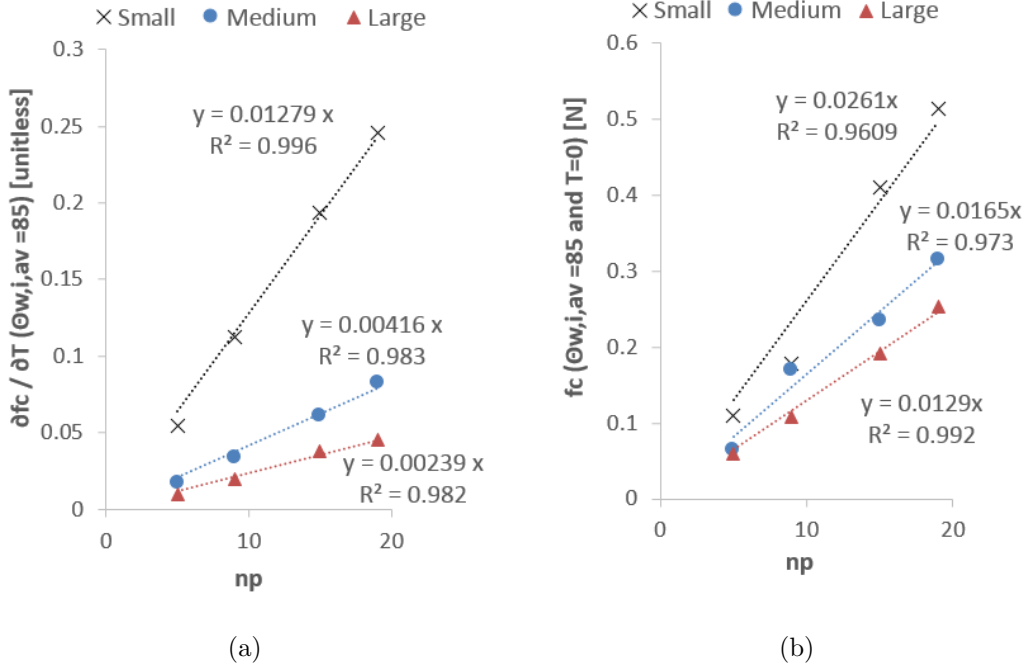 Small Medium Large
0.3
0.25
0.2
0.15
0.1
0.05
0
0 10 20
∂fc / ∂T (Θw,i,av =85) [unitless]
np
y = 0.01279 x
R² = 0.996
y = 0.00416 x
R² = 0.983
y = 0.00239 x
R² = 0.982
(a)
Small Medium Large
0.6
0.5
0.4
0.3
0.2
0.1
0
0 10 20
fc (Θw,i,av =85 and T=0) [N]
np
y = 0.0261x
R² = 0.9609
y = 0.0165x
R² = 0.973
y = 0.0129x
R² = 0.992
(b)